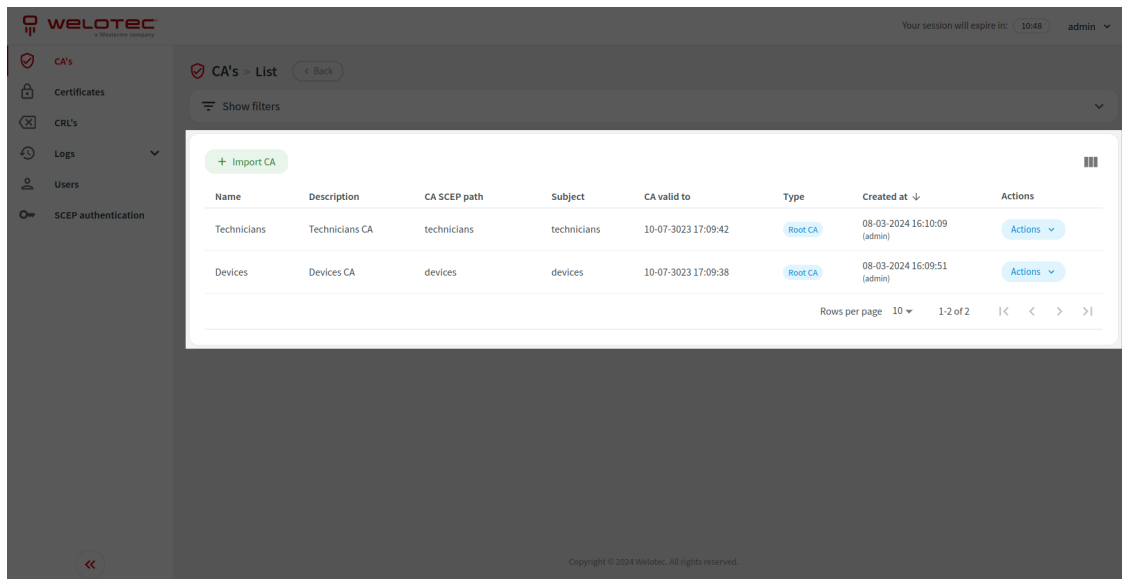 WELOTEC
a Westermo company
Your session will expire in: 10:48 admin
CA's
Certificates
CRL's
Logs
Users
SCEP authentication
CA's > List < Back
Show filters
+ Import CA
Name Description CA SCEP path Subject CA valid to Type Created at ↓ Actions
Technicians Technicians CA technicians technicians 10-07-3023 17:09:42 Root CA 08-03-2024 16:10:09 Actions
(admin)
Devices Devices CA devices devices 10-07-3023 17:09:38 Root CA 08-03-2024 16:09:51 Actions
(admin)
Rows per page 10 1-2 of 2
Copyright © 2024 Welotec. All rights reserved.